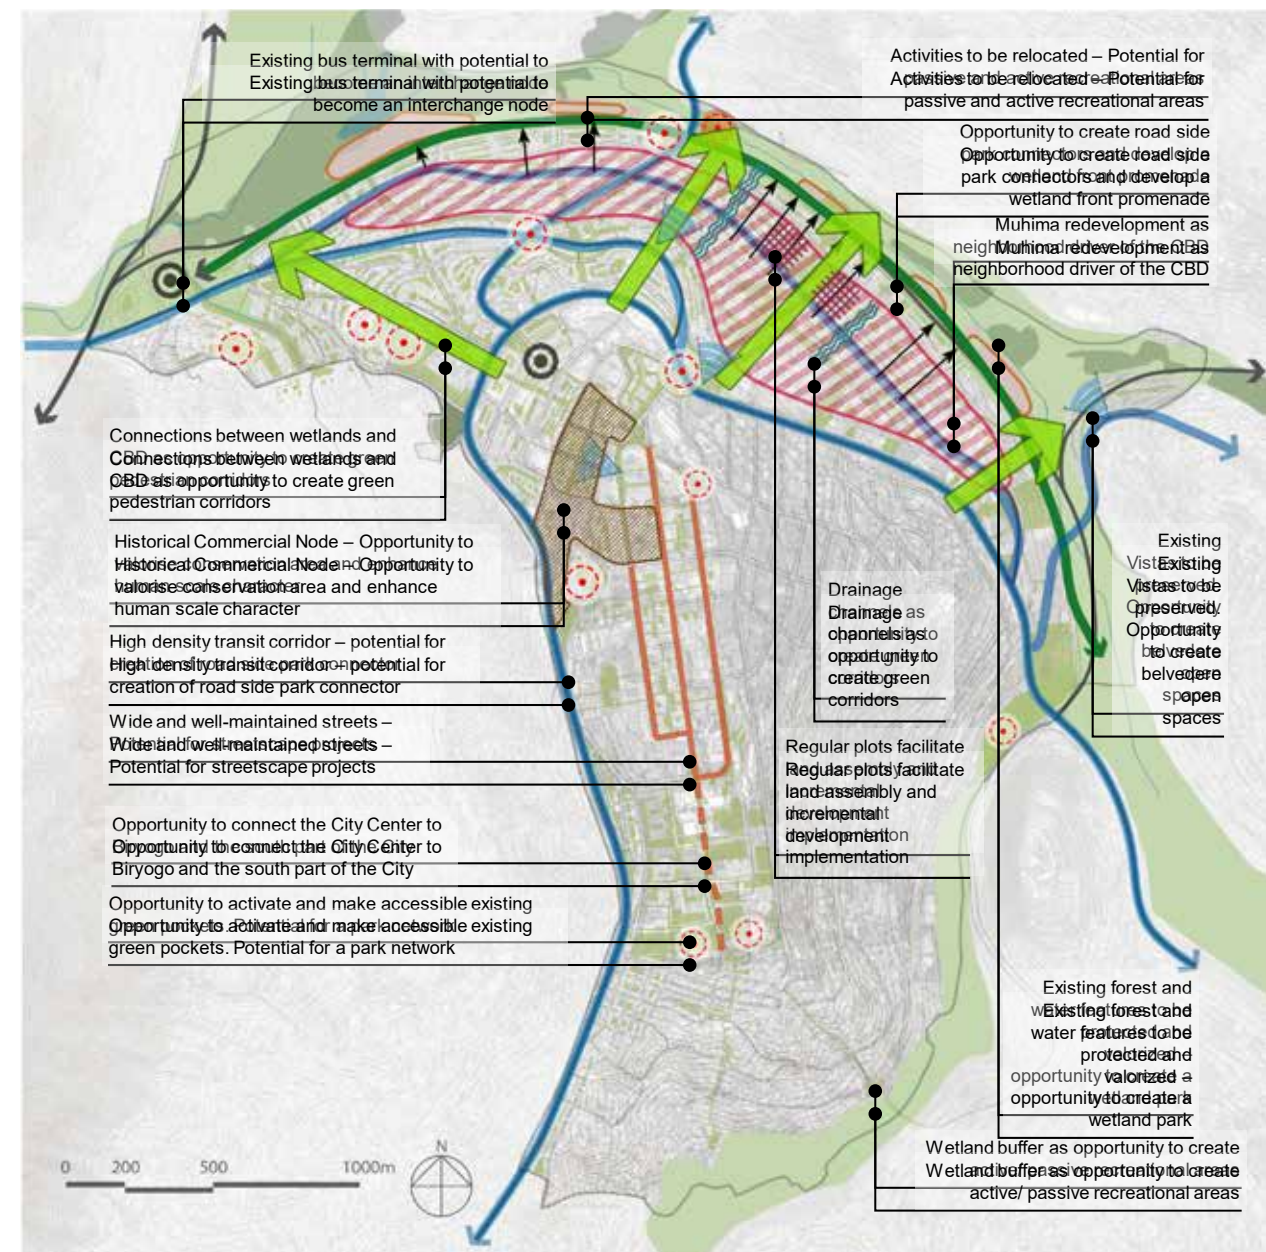 Existing bus terminal with potential to
become an interchange node
Activities to be relocated – Potential for
passive and active recreational areas
Opportunity to create road side
park connectors and develop a
wetland front promenade
Muhima redevelopment as
neighborhood driver of the CBD
Connections between wetlands and
CBD as opportunity to create green
pedestrian corridors
Historical Commercial Node – Opportunity to
valorise conservation area and enhance
human scale character
High density transit corridor – potential for
creation of road side park connector
Wide and well-maintained streets –
Potential for streetscape projects
Opportunity to connect the City Center to
Biryogo and the south part of the City
Opportunity to activate and make accessible existing
green pockets. Potential for a park network
Drainage
channels as
opportunity to
create green
corridors
Regular plots facilitate
land assembly and
incremental
development
implementation
Existing
Vistas to be
preserved.
Opportunity
to create
belvedere
open
spaces
Existing forest and
water features to be
protected and
valorized –
opportunity to create a
wetland park
Wetland buffer as opportunity to create
active/ passive recreational areas
0 200 500 1000m
N